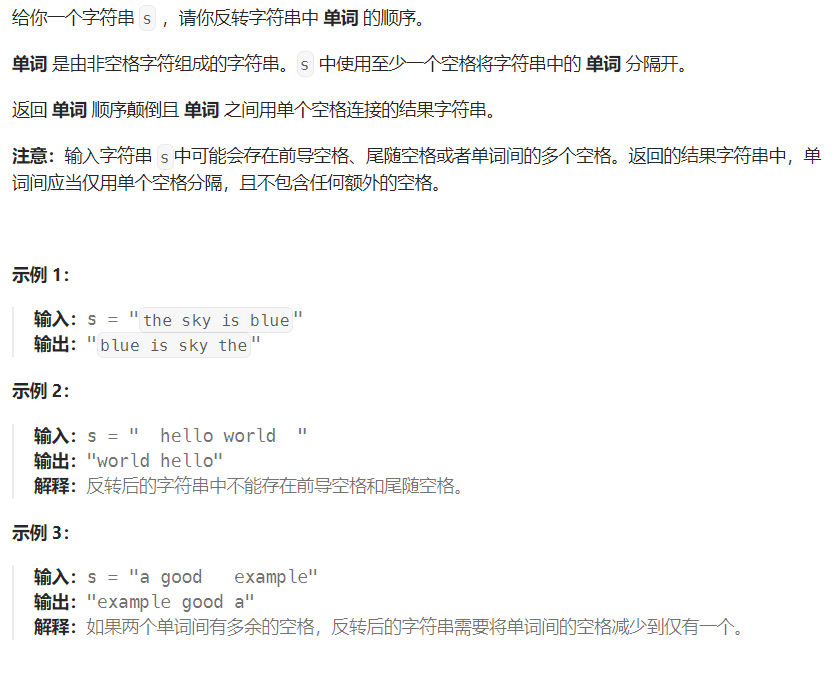 给你一个字符串 s ，请你反转字符串中 单词 的顺序。
单词 是由非空格字符组成的字符串。s 中使用至少一个空格将字符串中的 单词 分隔开。
返回 单词 顺序颠倒且 单词 之间用单个空格连接的结果字符串。
注意：输入字符串 s中可能会存在前导空格、尾随空格或者单词间的多个空格。返回的结果字符串中，单
词间应当仅用单个空格分隔，且不包含任何额外的空格。
示例 1：
输入：s = "the sky is blue"
输出："blue is sky the"
示例 2：
输入：s = "  hello world  "
输出："world hello"
解释：反转后的字符串中不能存在前导空格和尾随空格。
示例 3：
输入：s = "a good   example"
输出："example good a"
解释：如果两个单词间有多余的空格，反转后的字符串需要将单词间的空格减少到仅有一个。